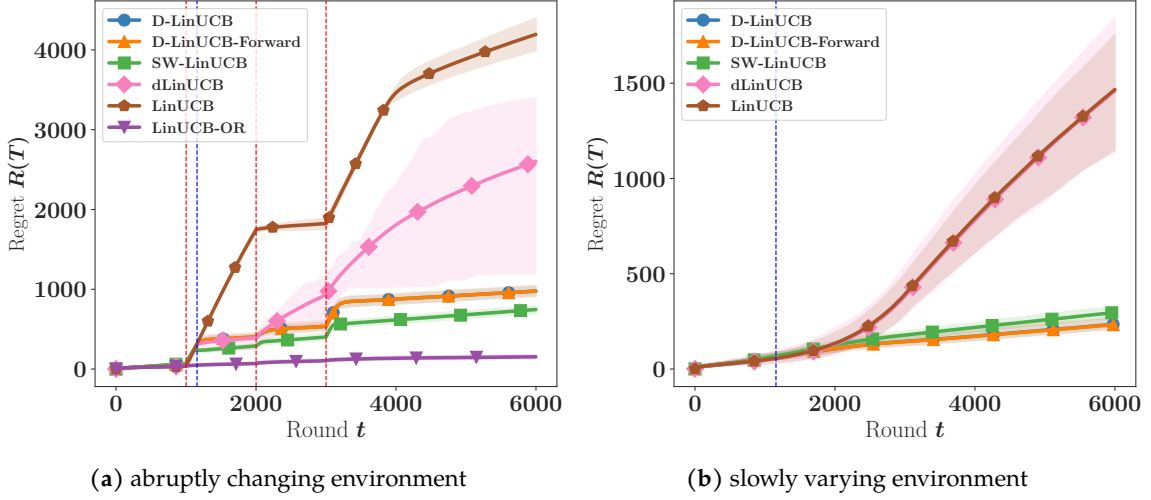 D-LinUCB
D-LinUCB-Forward
SW-LinUCB
dLinUCB
LinUCB
LinUCB-OR
4000
3000
2000
1000
0
Regret R(T)
0
2000
4000
6000
Round t
(a) abruptly changing environment
D-LinUCB
D-LinUCB-Forward
SW-LinUCB
dLinUCB
LinUCB
1500
1000
500
0
Regret R(T)
0
2000
4000
6000
Round t
(b) slowly varying environment